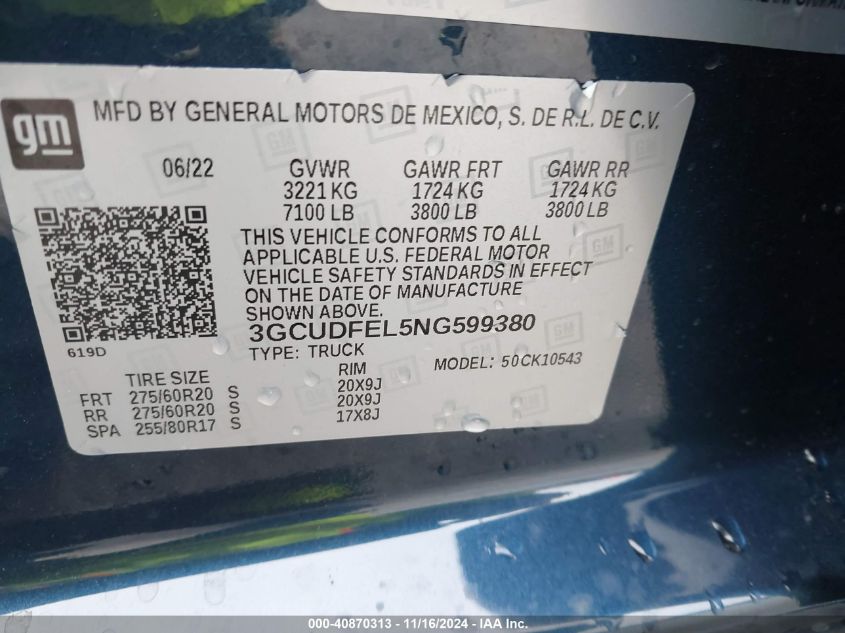 gm
MFD BY GENERAL MOTORS DE MEXICO, S. DE R.L. DE C.V.
06/22 GVWR GAWR FRT GAWR RR
3221 KG 1724 KG 1724 KG
7100 LB 3800 LB 3800 LB
THIS VEHICLE CONFORMS TO ALL
APPLICABLE U.S. FEDERAL MOTOR
VEHICLE SAFETY STANDARDS IN EFFECT
ON THE DATE OF MANUFACTURE
SHOWN ABOVE.
3GCUDFEL5NG599380
619D
TYPE: TRUCK MODEL: 50CK10543
TIRE SIZE RIM
FRT 275/60R20 S 20X9J
RR 275/60R20 S 20X9J
SPA 255/80R17 S 17X8J
000-40870313 - 11/16/2024 - IAA Inc.